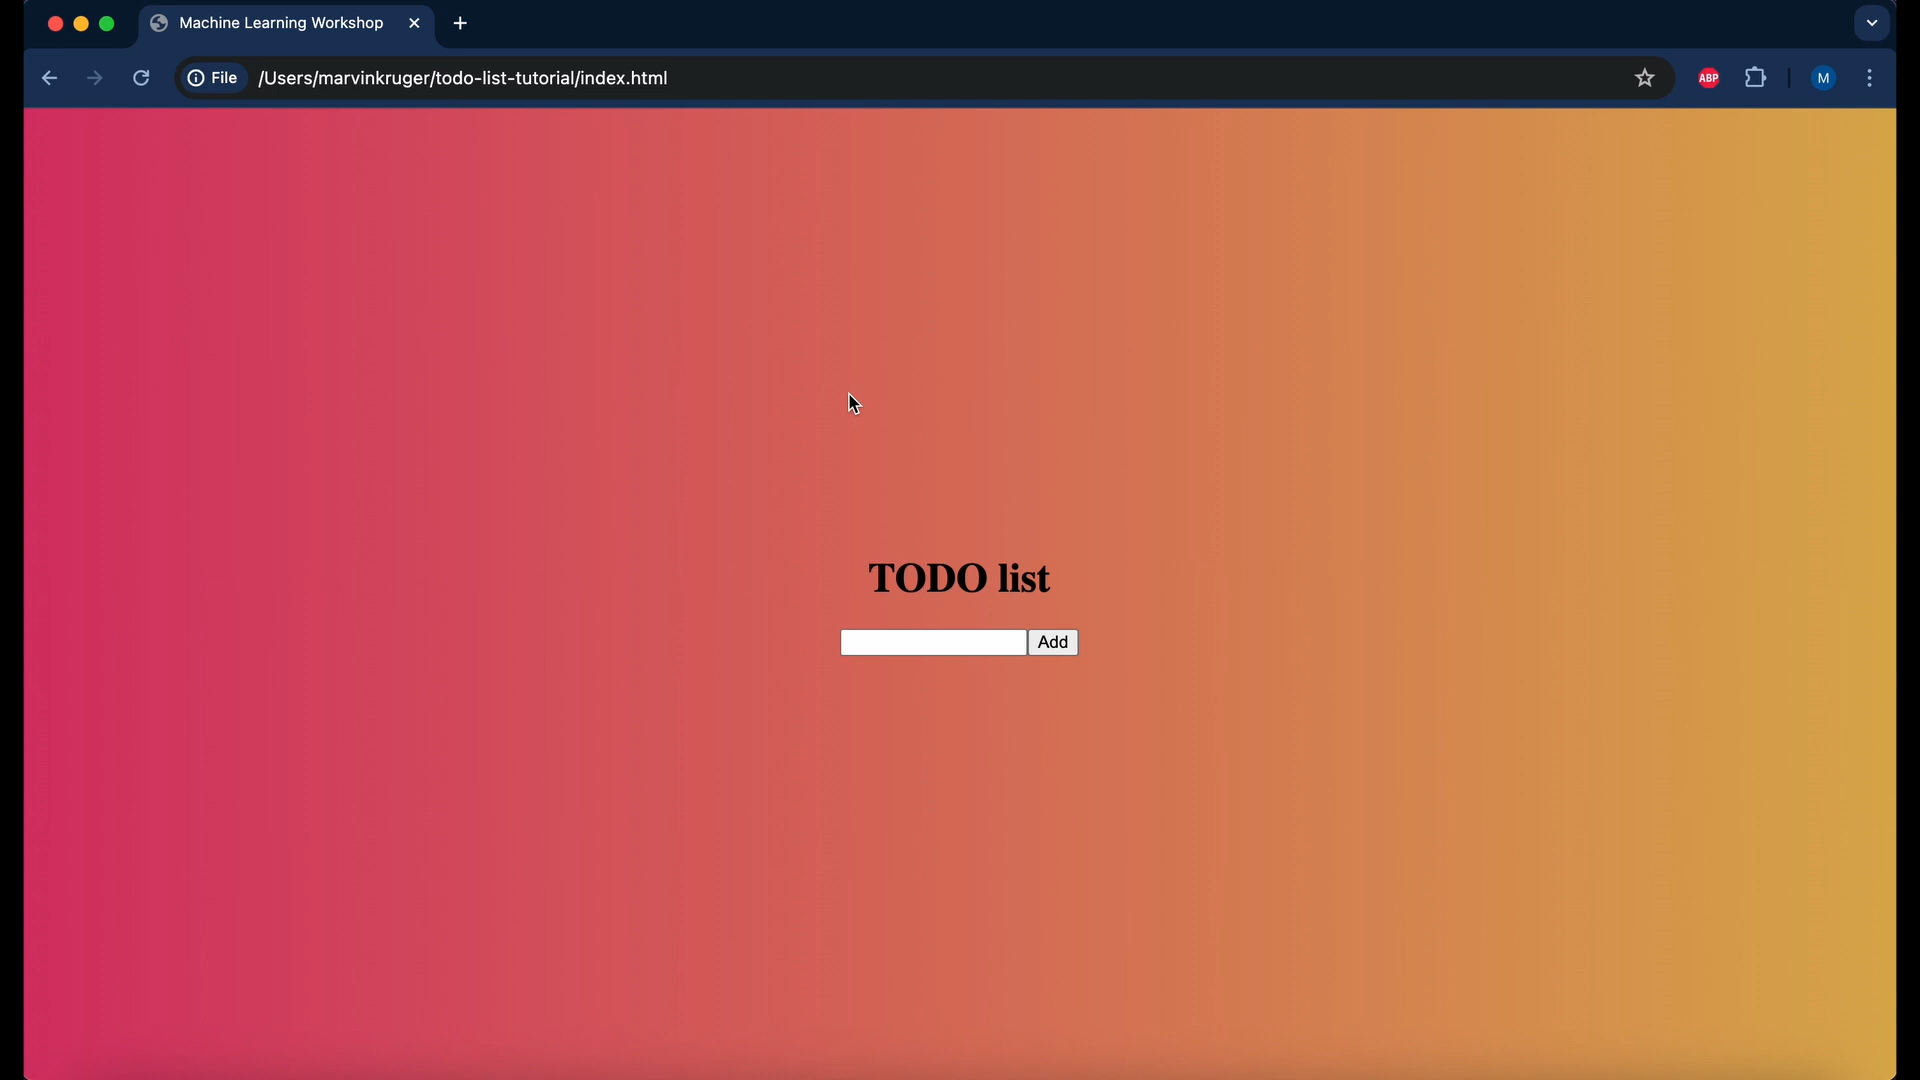 Machine Learning Workshop
File /Users/marvinkruger/todo-list-tutorial/index.html
ABP
M
TODO list
Add